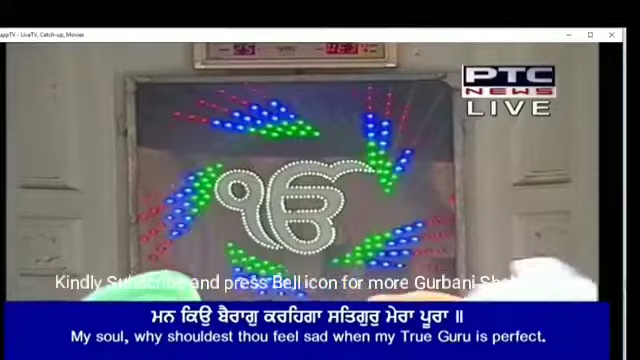 YuppTV - LiveTV, Catch-up, Movies
PTC
NEWS
LIVE
ੴ
Kindly Subscribe and press Bell icon for more Gurbani
ਮਨ ਕਿਉ ਬੈਰਾਗੁ ਕਰਹਿਗਾ ਸਤਿਗੁਰੁ ਮੇਰਾ ਪੂਰਾ ॥
My soul, why shouldest thou feel sad when my True Guru is perfect.